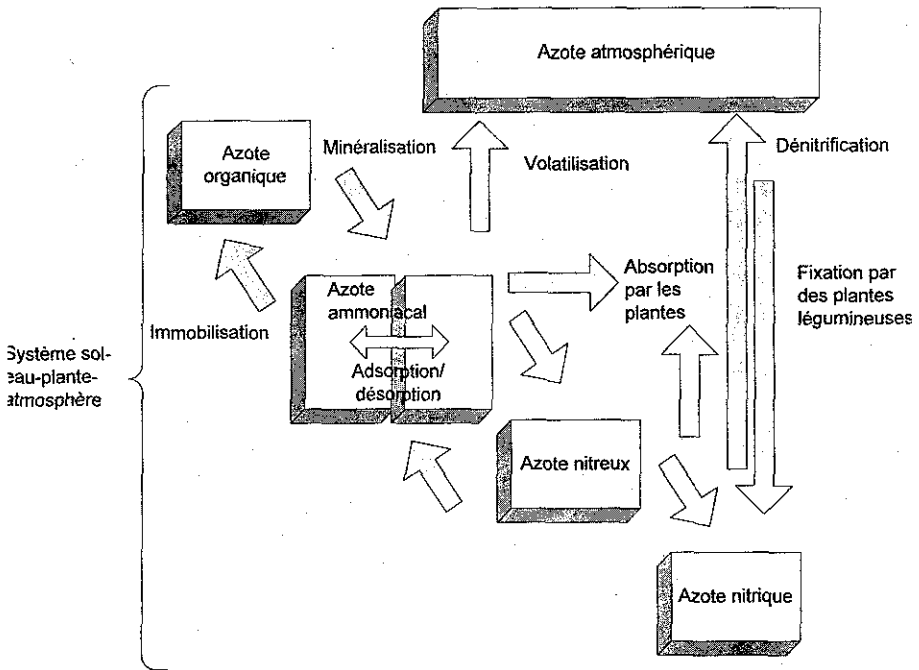 Azote atmosphérique
Azote
organique
Minéralisation
Volatilisation
Dénitrification
Absorption
par les
plantes
Fixation par
des plantes
légumineuses
Immobilisation
Azote
ammoniacal
Adsorption/
désorption
Système sol-
eau-plante-
atmosphère
Azote nitreux
Azote nitrique